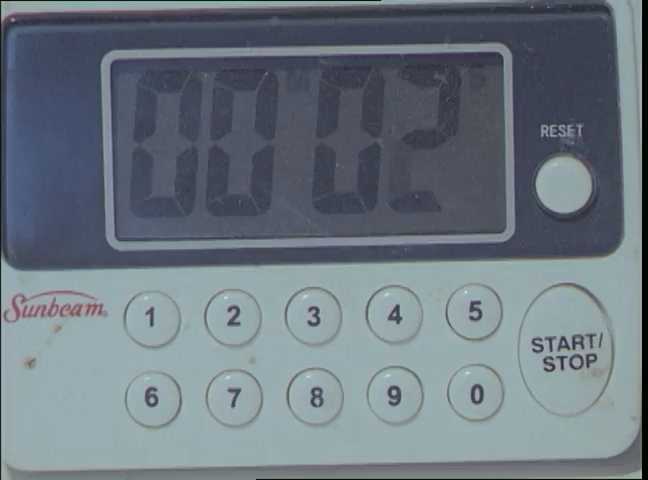 00 M 02 S
RESET
Sunbeam
1 2 3 4 5
START/
STOP
6 7 8 9 0